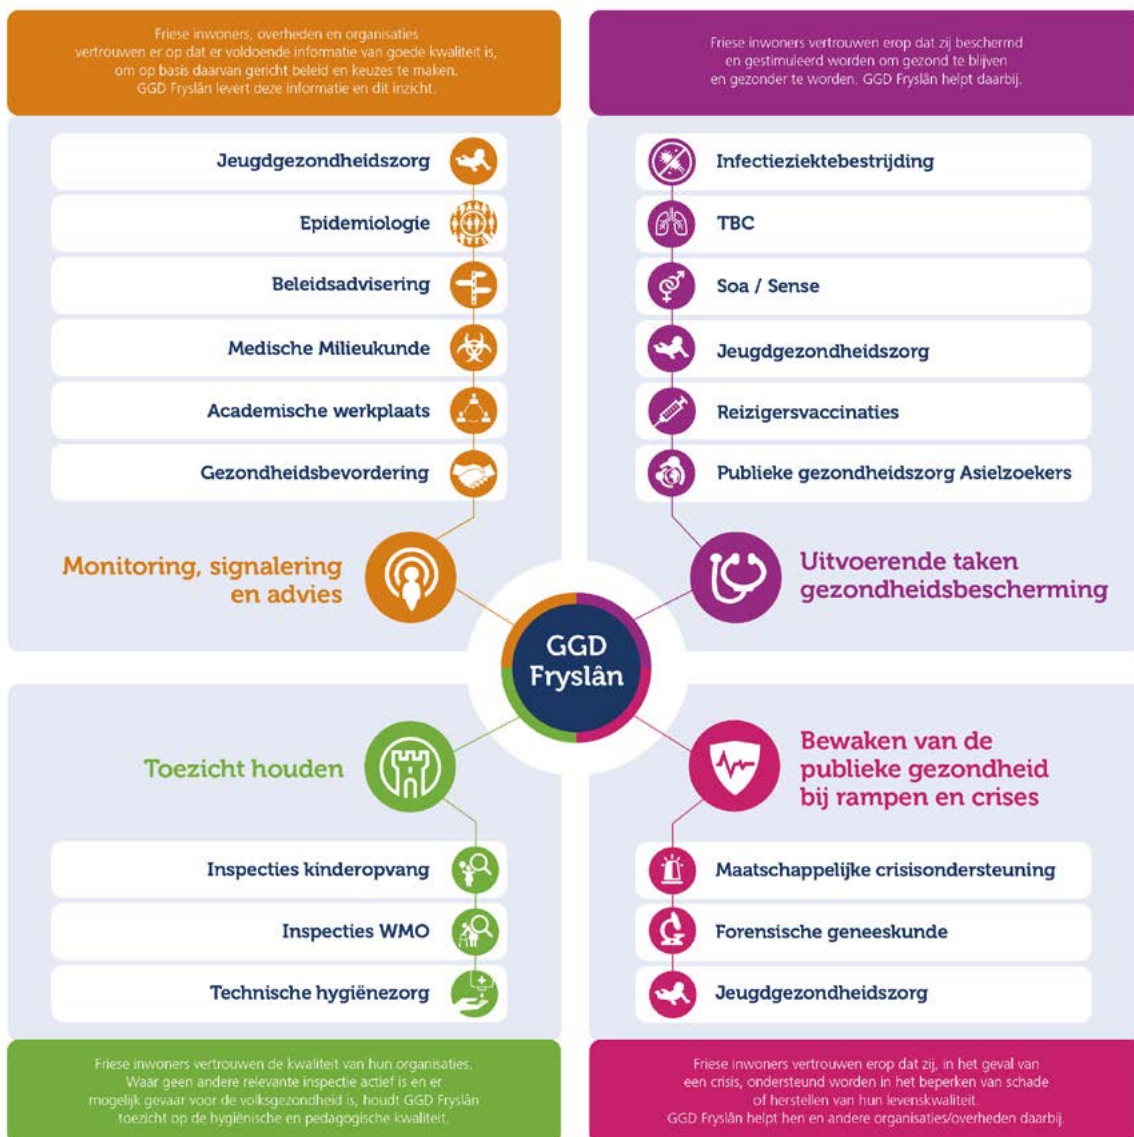 Friese inwoners, overheden en organisaties
vertrouwen er op dat er voldoende informatie van goede kwaliteit is,
om op basis daarvan gericht beleid en keuzes te maken.
GGD Fryslân levert deze informatie en dit inzicht.
Jeugdgezondheidszorg
Epidemiologie
Beleidsadvisering
Medische Milieukunde
Academische werkplaats
Gezondheidsbevordering
Monitoring, signalering
en advies
Friese inwoners vertrouwen erop dat zij beschermd
en gestimuleerd worden om gezond te blijven
en gezonder te worden. GGD Fryslân helpt daarbij.
Infectieziektebestrijding
TBC
Soa / Sense
Jeugdgezondheidszorg
Reizigersvaccinaties
Publieke gezondheidszorg Asielzoekers
Uitvoerende taken
gezondheidsbescherming
GGD
Fryslân
Toezicht houden
Inspecties kinderopvang
Inspecties WMO
Technische hygiënezorg
Friese inwoners vertrouwen de kwaliteit van hun organisaties.
Waar geen andere relevante inspectie actief is en er
mogelijk gevaar voor de volksgezondheid is, houdt GGD Fryslân
toezicht op de hygiënische en pedagogische kwaliteit.
Bewaken van de
publieke gezondheid
bij rampen en crises
Maatschappelijke crisisondersteuning
Forensische geneeskunde
Jeugdgezondheidszorg
Friese inwoners vertrouwen erop dat zij, in het geval van
een crisis, ondersteund worden in het beperken van schade
of herstellen van hun levenskwaliteit.
GGD Fryslân helpt hen en andere organisaties/overheden daarbij.